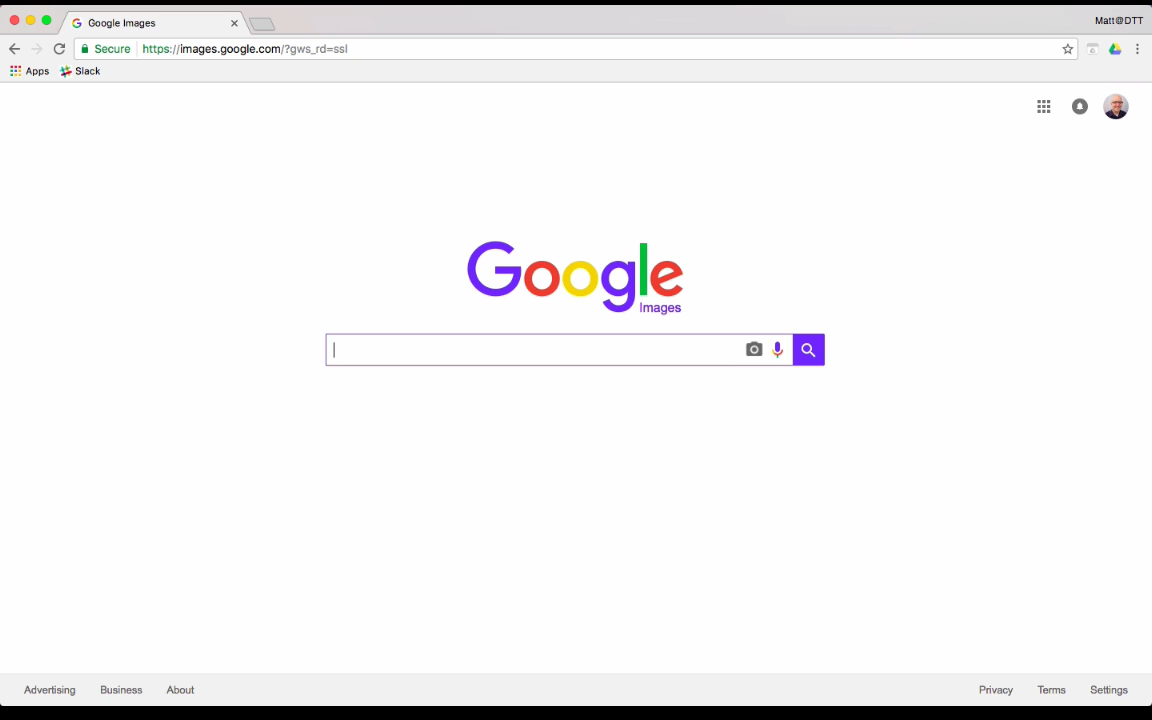 Google Images
Matt@DTT
Secure https://images.google.com/?gws_rd=ssl
Apps Slack
Google
Images
Advertising Business About Privacy Terms Settings